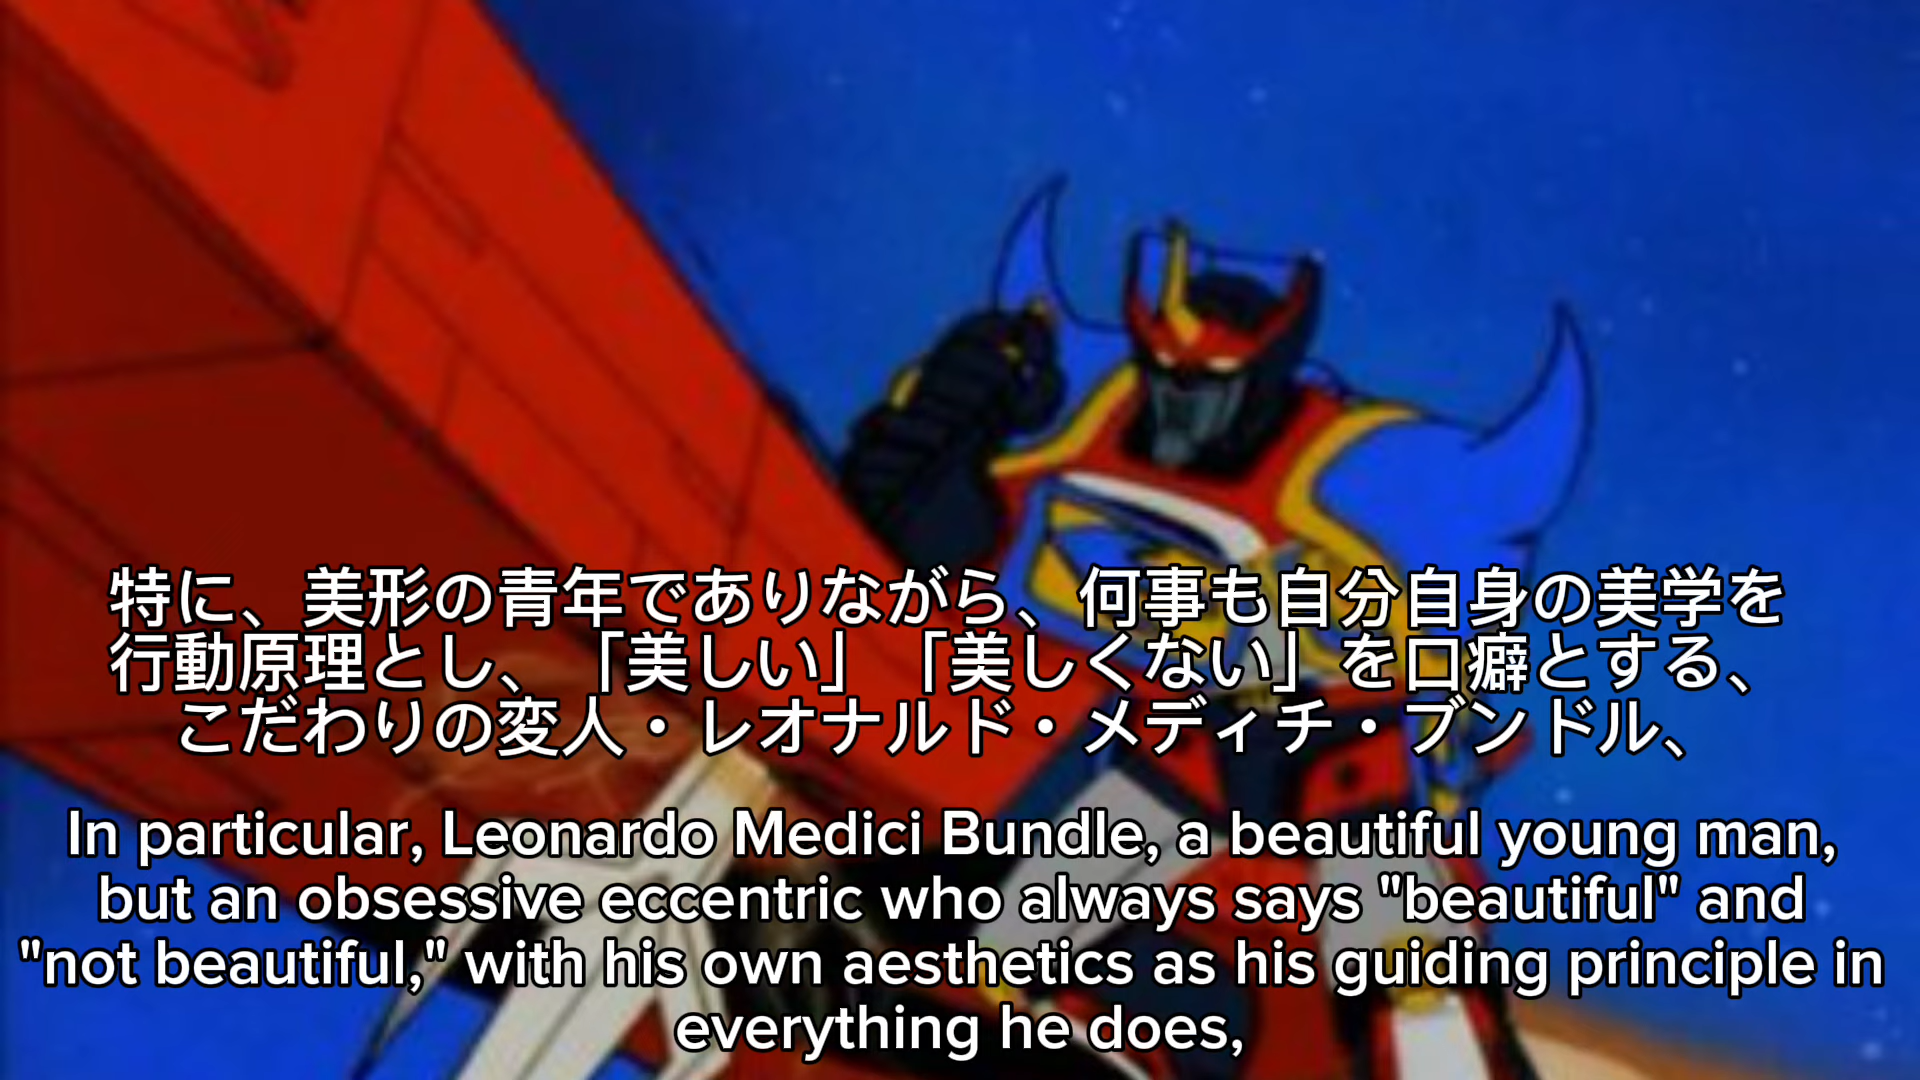 特に、美形の青年でありながら、何事も自分自身の美学を
行動原理とし、「美しい」「美しくない」を口癖とする、
こだわりの変人・レオナルド・メディチ・ブンドル、
In particular, Leonardo Medici Bundle, a beautiful young man,
but an obsessive eccentric who always says "beautiful" and
"not beautiful," with his own aesthetics as his guiding principle in
everything he does,